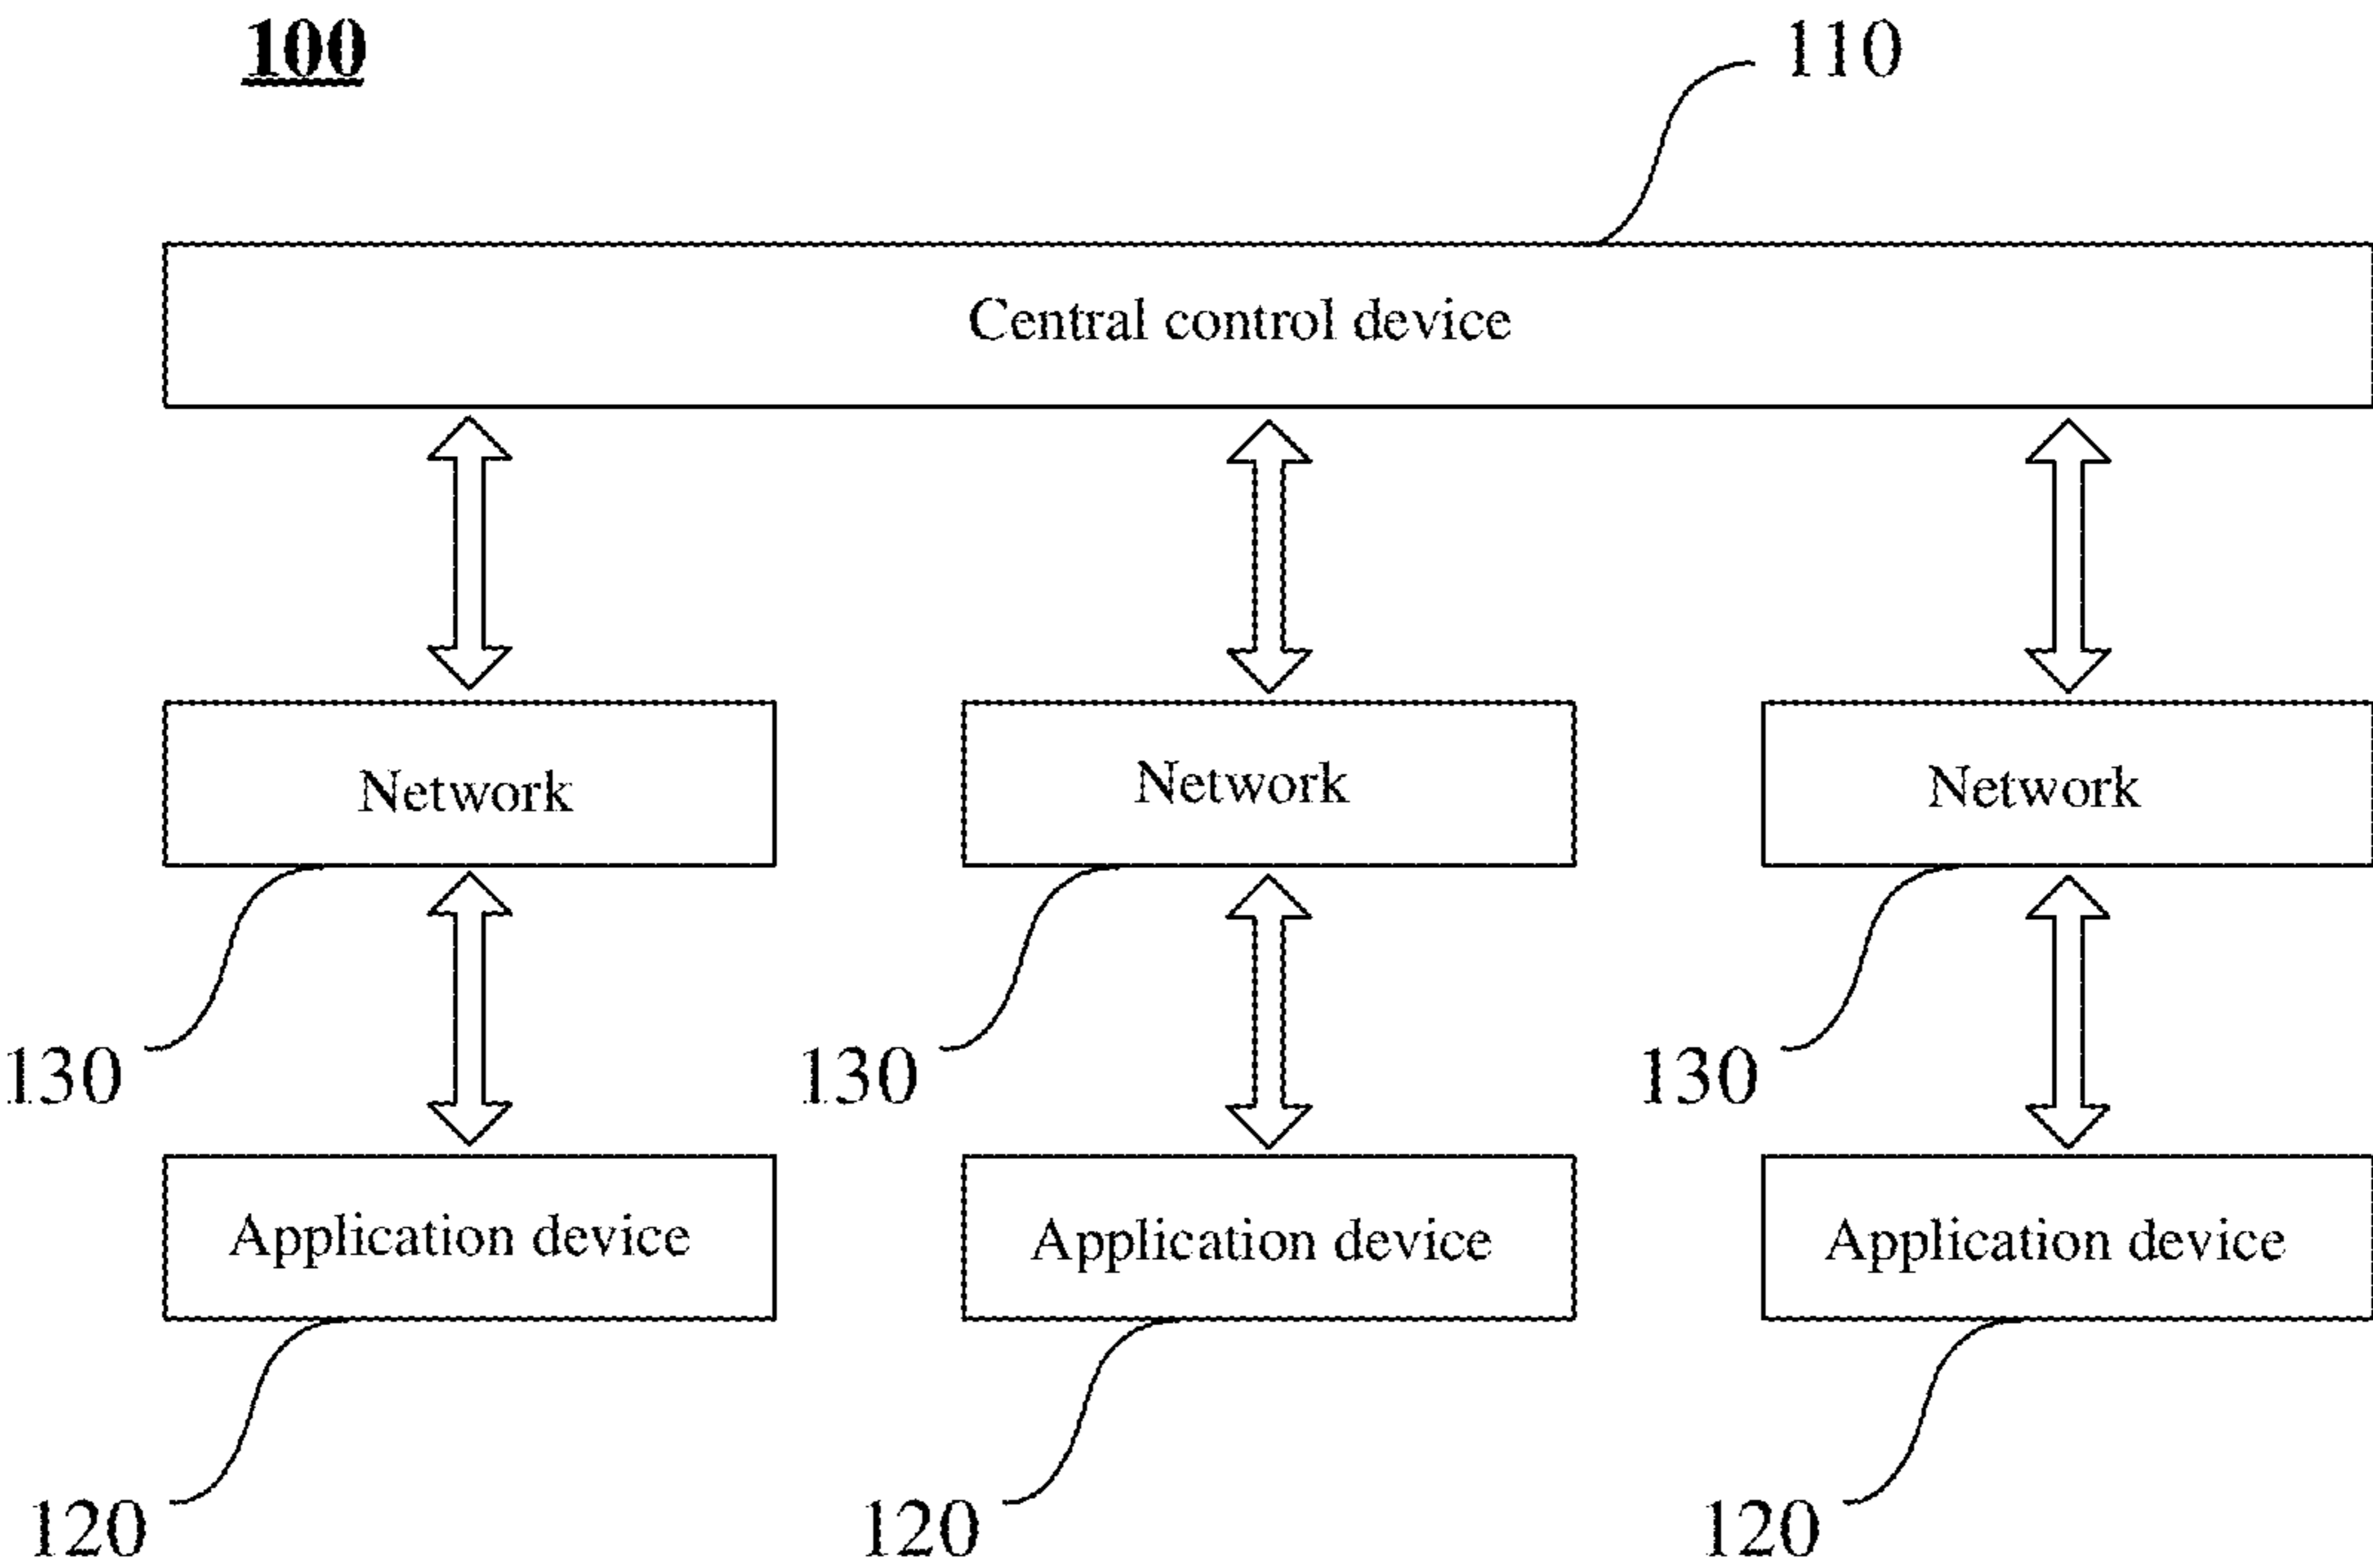 100
110
Central control device
Network
Network
Network
130
130
130
Application device
Application device
Application device
120
120
120